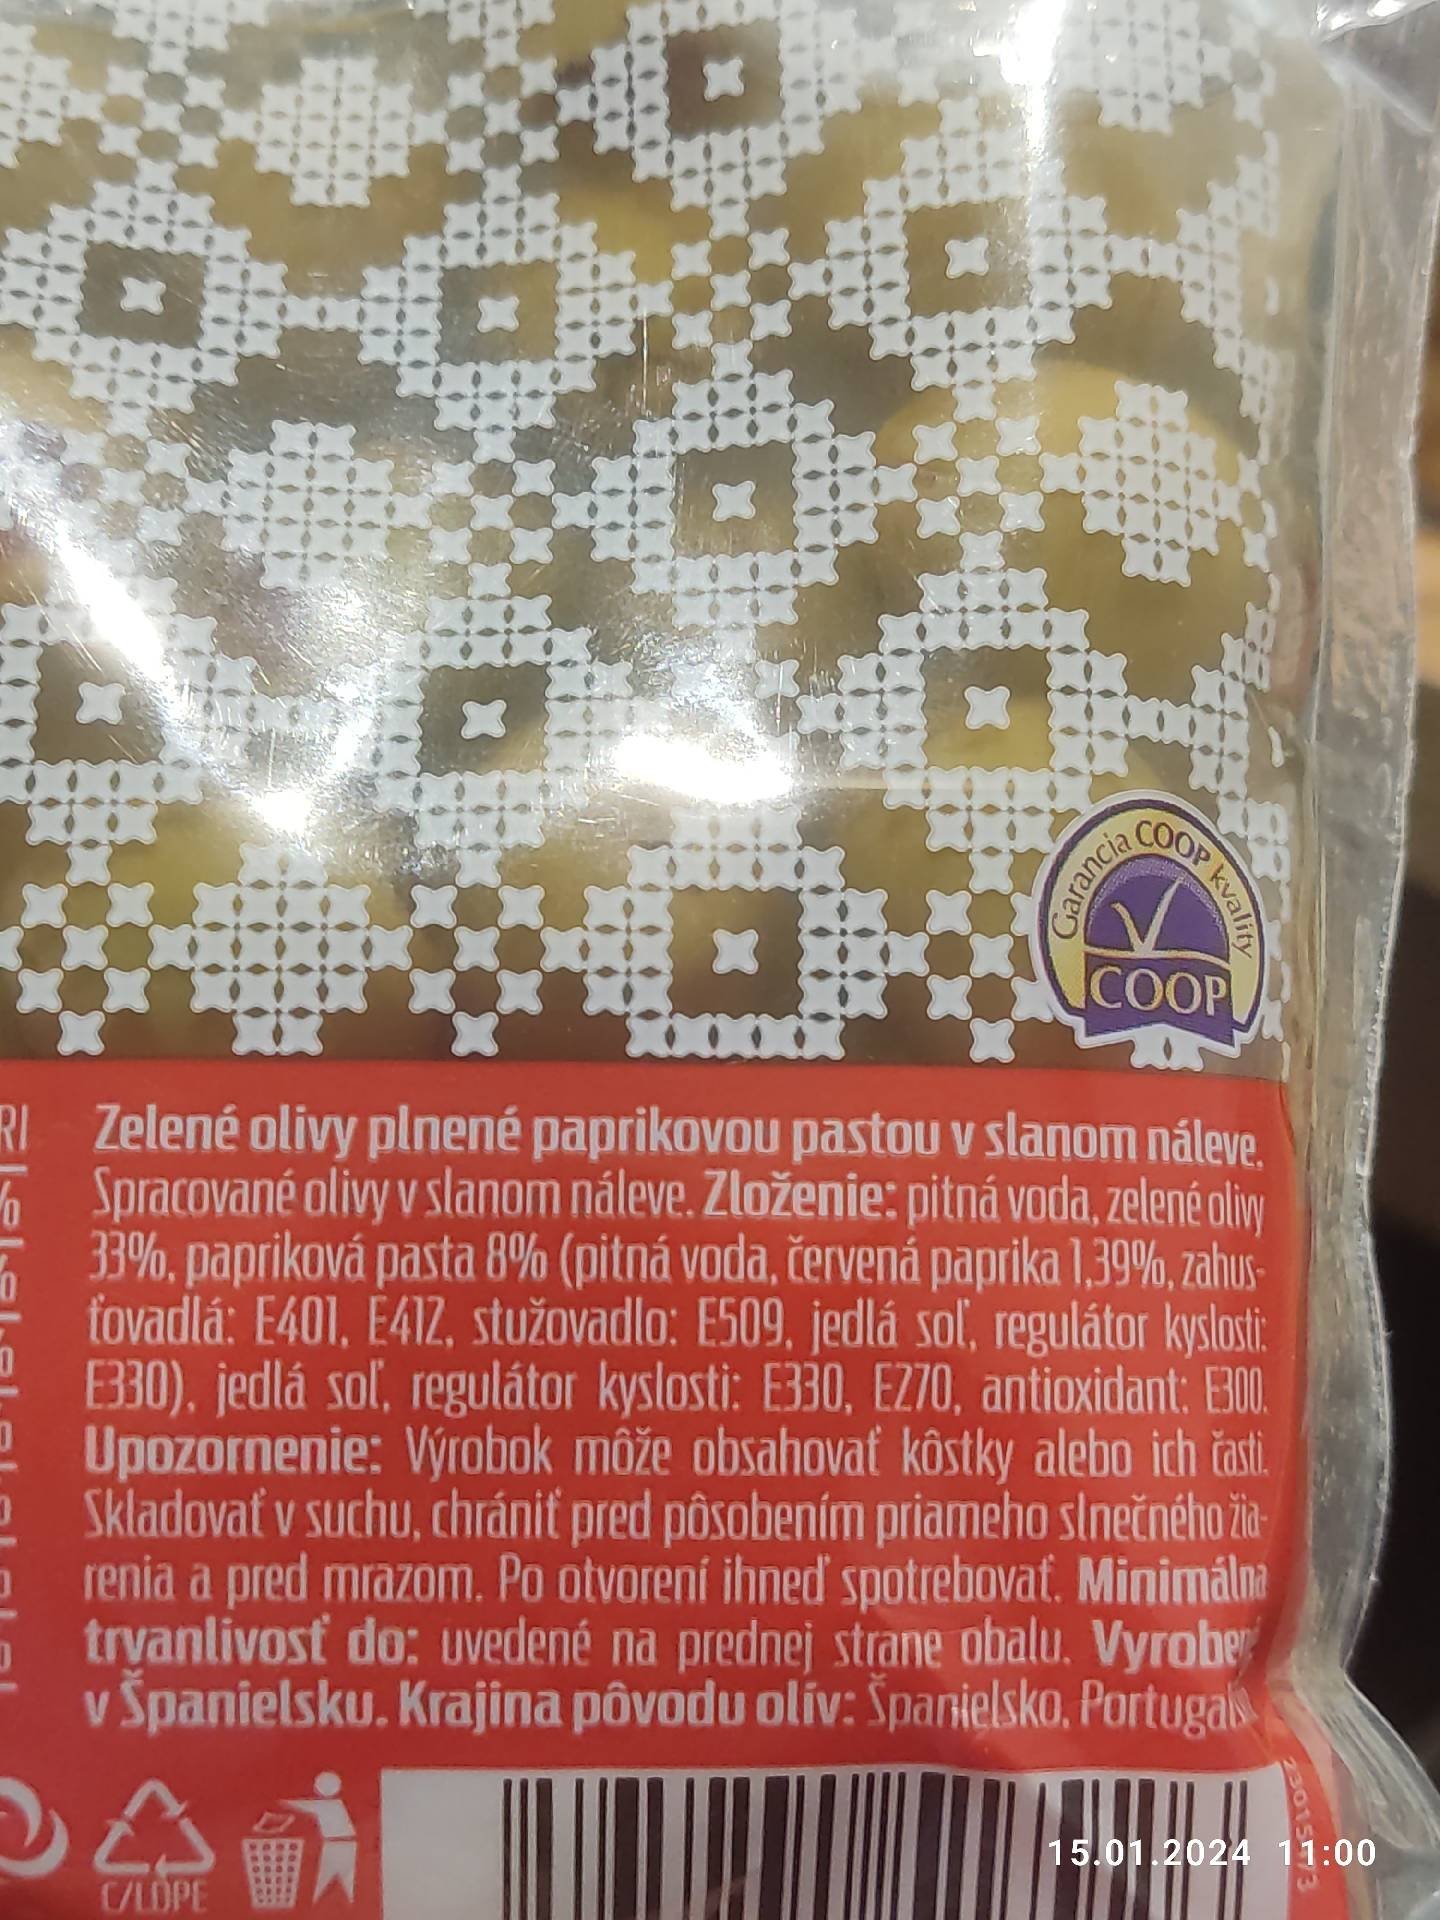 Garancia COOP kvality
COOP
RI
%
%
Zelené olivy plnené paprikovou pastou v slanom náleve.
Spracované olivy v slanom náleve. Zloženie: pitná voda, zelené olivy
33%, papriková pasta 8% (pitná voda, červená paprika 1,39%, zahus-
ťovadlá: E401, E412, stužovadlo: E509, jedlá soľ, regulátor kyslosti:
E330), jedlá soľ, regulátor kyslosti: E330, E270, antioxidant: E300.
Upozornenie: Výrobok môže obsahovať kôstky alebo ich časti.
Skladovať v suchu, chrániť pred pôsobením priameho slnečného žia-
renia a pred mrazom. Po otvorení ihneď spotrebovať. Minimálna
trvanlivosť do: uvedené na prednej strane obalu. Vyrobené
v Španielsku. Krajina pôvodu olív: Španielsko, Portugalsko
C/LDPE
15.01.2024 11:00